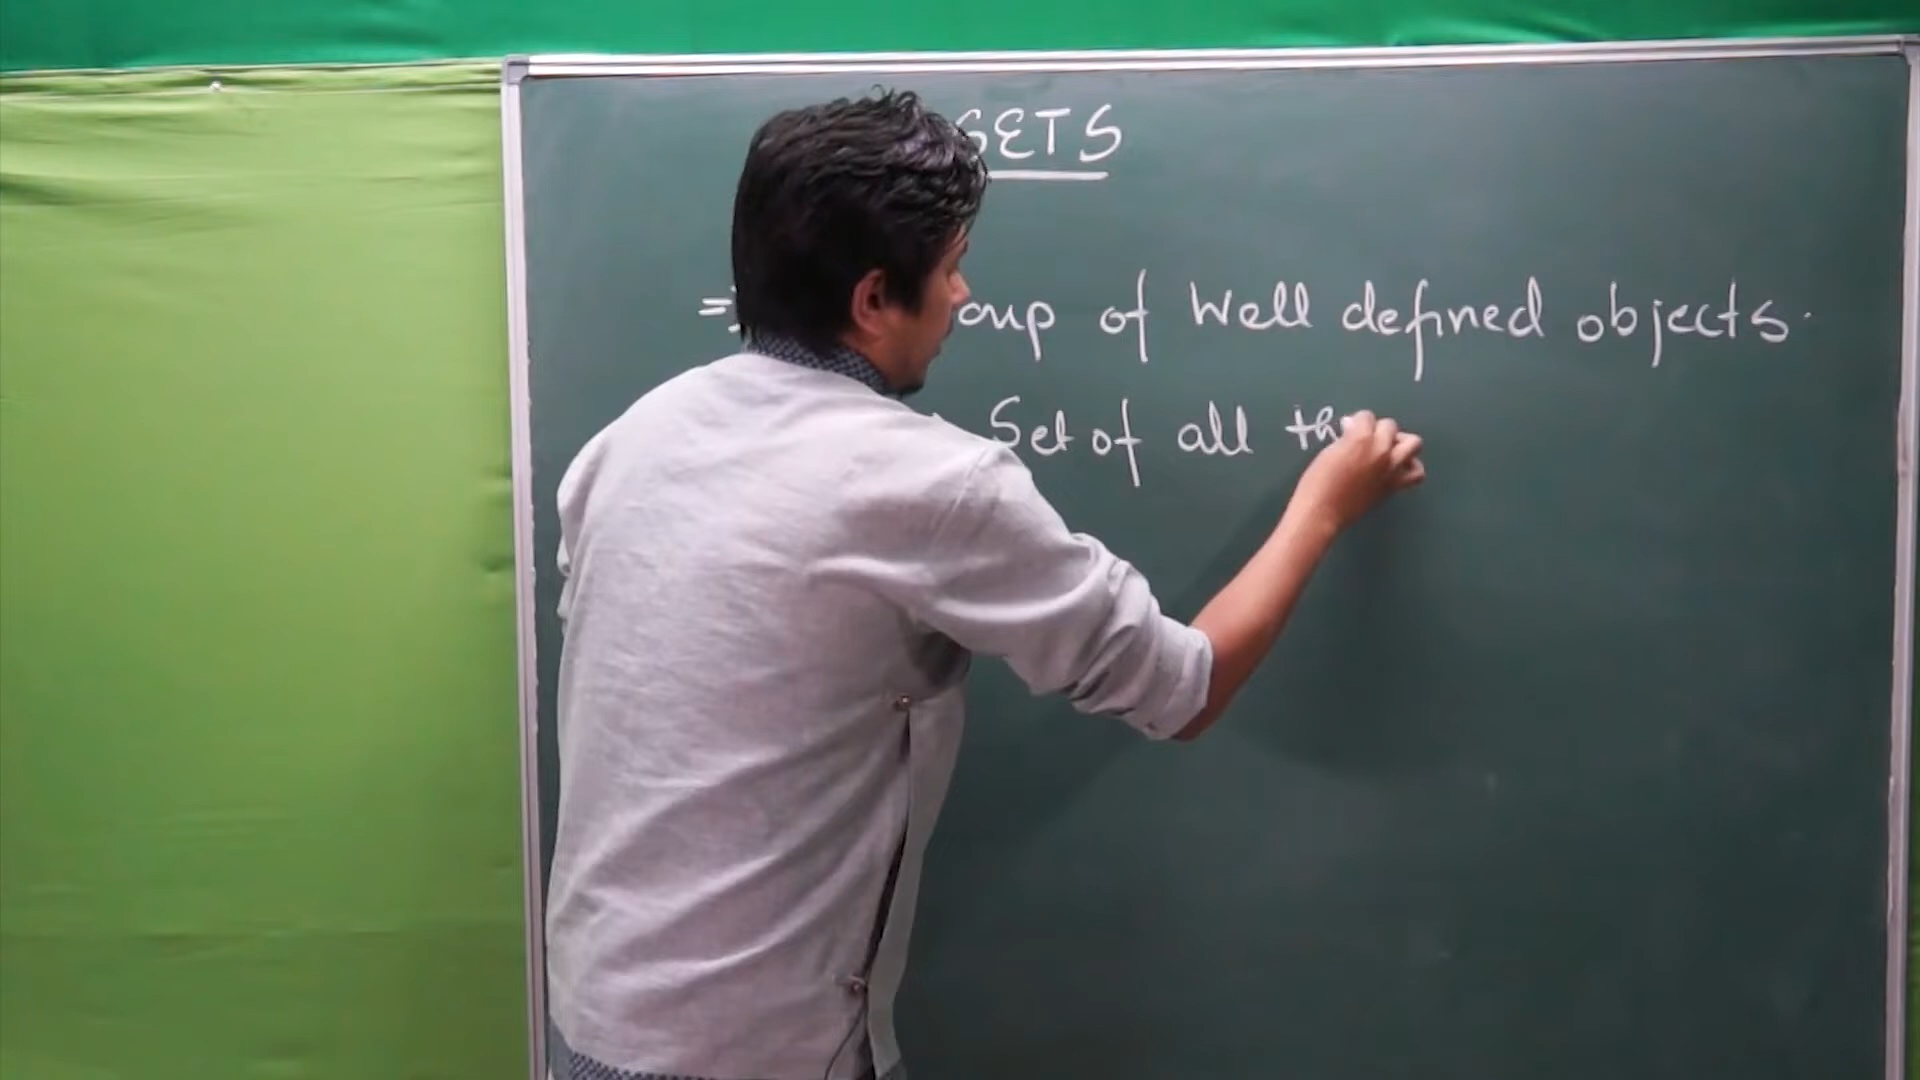 SETS
=> oup of Well defined objects.
Set of all th